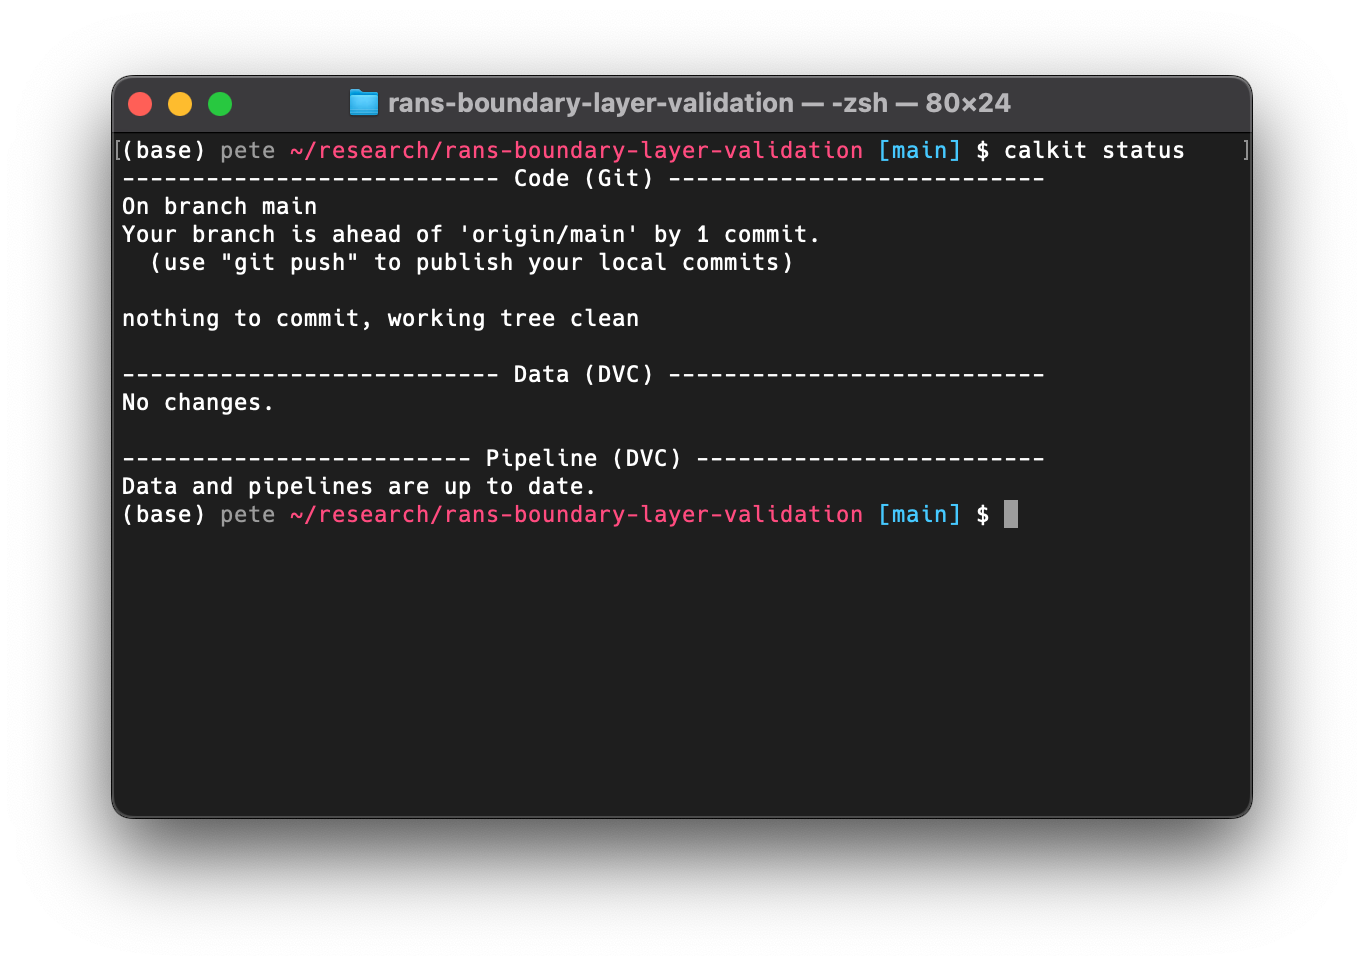 rans-boundary-layer-validation — -zsh — 80×24
[(base) pete ~/research/rans-boundary-layer-validation [main] $ calkit status    ]
--------------------------- Code (Git) ---------------------------
On branch main
Your branch is ahead of 'origin/main' by 1 commit.
  (use "git push" to publish your local commits)

nothing to commit, working tree clean

--------------------------- Data (DVC) ---------------------------
No changes.

------------------------- Pipeline (DVC) -------------------------
Data and pipelines are up to date.
(base) pete ~/research/rans-boundary-layer-validation [main] $